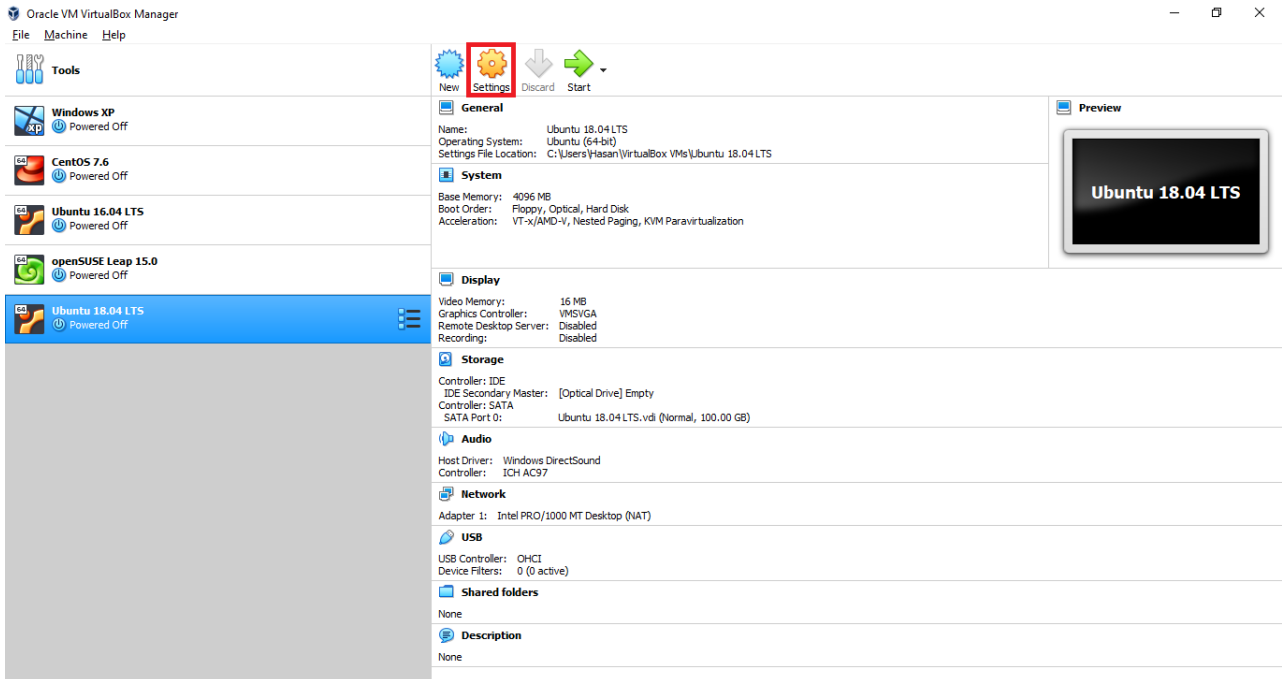 Oracle VM VirtualBox Manager
File Machine Help
Tools
New Settings Discard Start
Windows XP
Powered Off
64
CentOS 7.6
Powered Off
64
Ubuntu 16.04 LTS
Powered Off
64
openSUSE Leap 15.0
Powered Off
64
Ubuntu 18.04 LTS
Powered Off
xp
General
Name: Ubuntu 18.04 LTS
Operating System: Ubuntu (64-bit)
Settings File Location: C:\Users\Hasan\VirtualBox VMs\Ubuntu 18.04 LTS
System
Base Memory: 4096 MB
Boot Order: Floppy, Optical, Hard Disk
Acceleration: VT-x/AMD-V, Nested Paging, KVM Paravirtualization
Preview
Ubuntu 18.04 LTS
Display
Video Memory: 16 MB
Graphics Controller: VMSVGA
Remote Desktop Server: Disabled
Recording: Disabled
Storage
Controller: IDE
IDE Secondary Master: [Optical Drive] Empty
Controller: SATA
SATA Port 0: Ubuntu 18.04 LTS.vdi (Normal, 100.00 GB)
Audio
Host Driver: Windows DirectSound
Controller: ICH AC97
Network
Adapter 1: Intel PRO/1000 MT Desktop (NAT)
USB
USB Controller: OHCI
Device Filters: 0 (0 active)
Shared folders
None
Description
None